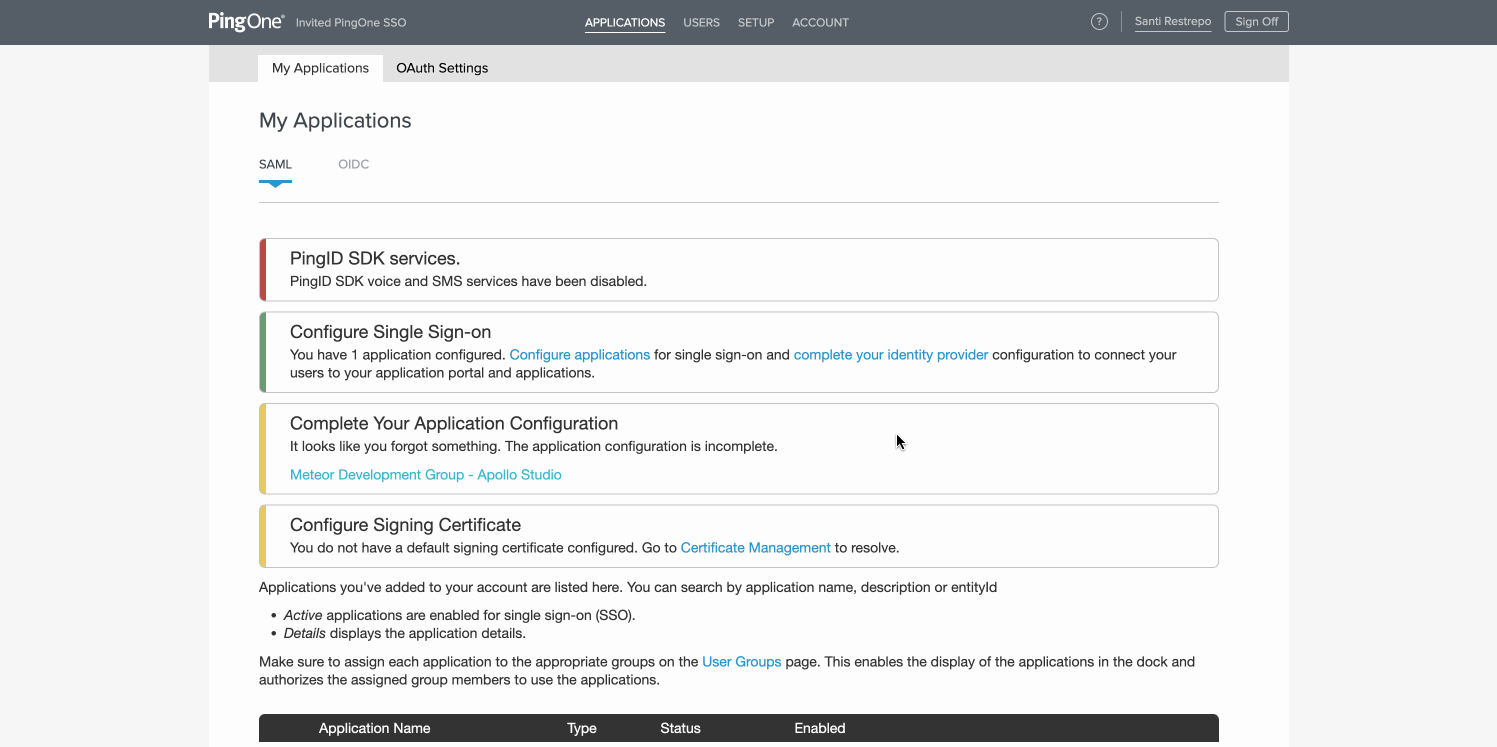 PingOne® Invited PingOne SSO APPLICATIONS USERS SETUP ACCOUNT ? Santi Restrepo Sign Off
My Applications OAuth Settings
My Applications
SAML OIDC
PingID SDK services.
PingID SDK voice and SMS services have been disabled.
Configure Single Sign-on
You have 1 application configured. Configure applications for single sign-on and complete your identity provider configuration to connect your
users to your application portal and applications.
Complete Your Application Configuration
It looks like you forgot something. The application configuration is incomplete.
Meteor Development Group - Apollo Studio
Configure Signing Certificate
You do not have a default signing certificate configured. Go to Certificate Management to resolve.
Applications you've added to your account are listed here. You can search by application name, description or entityId
• Active applications are enabled for single sign-on (SSO).
• Details displays the application details.
Make sure to assign each application to the appropriate groups on the User Groups page. This enables the display of the applications in the dock and
authorizes the assigned group members to use the applications.
Application Name Type Status Enabled